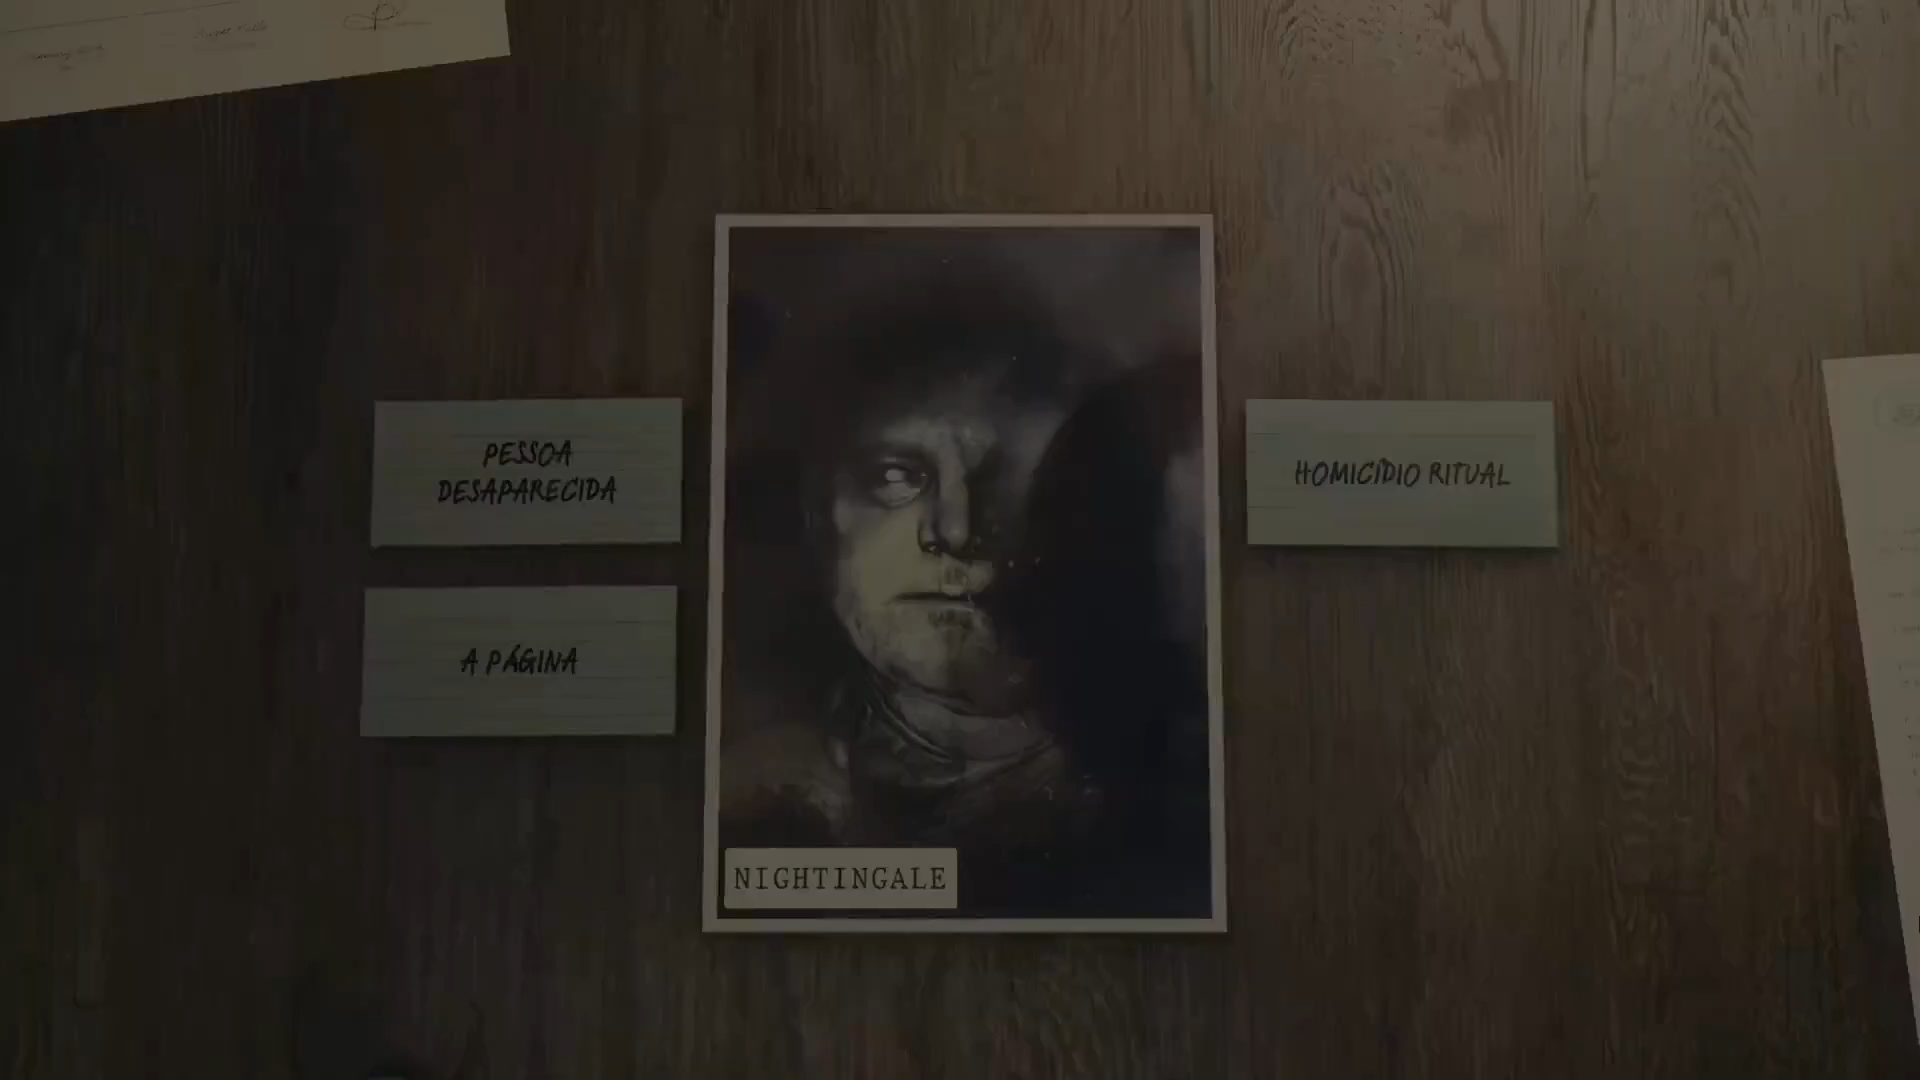 PESSOA
DESAPARECIDA
A PÁGINA
NIGHTINGALE
HOMICÍDIO RITUAL